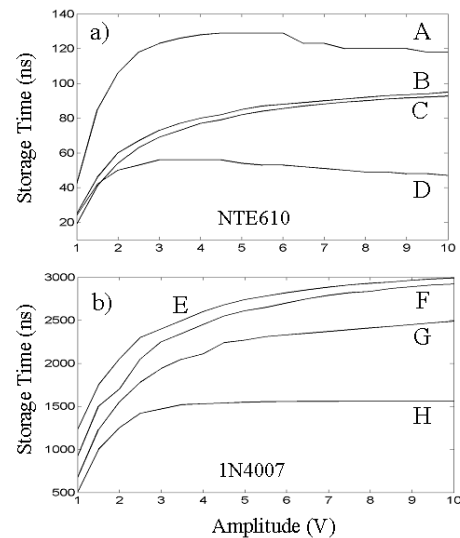 140
a)
A
120
100
B
C
80
60
D
40
NTE610
20
Storage Time (ns)
1 2 3 4 5 6 7 8 9 10
3000
b)
E
F
2500
G
2000
1500
H
1000
1N4007
500
Storage Time (ns)
1 2 3 4 5 6 7 8 9 10
Amplitude (V)